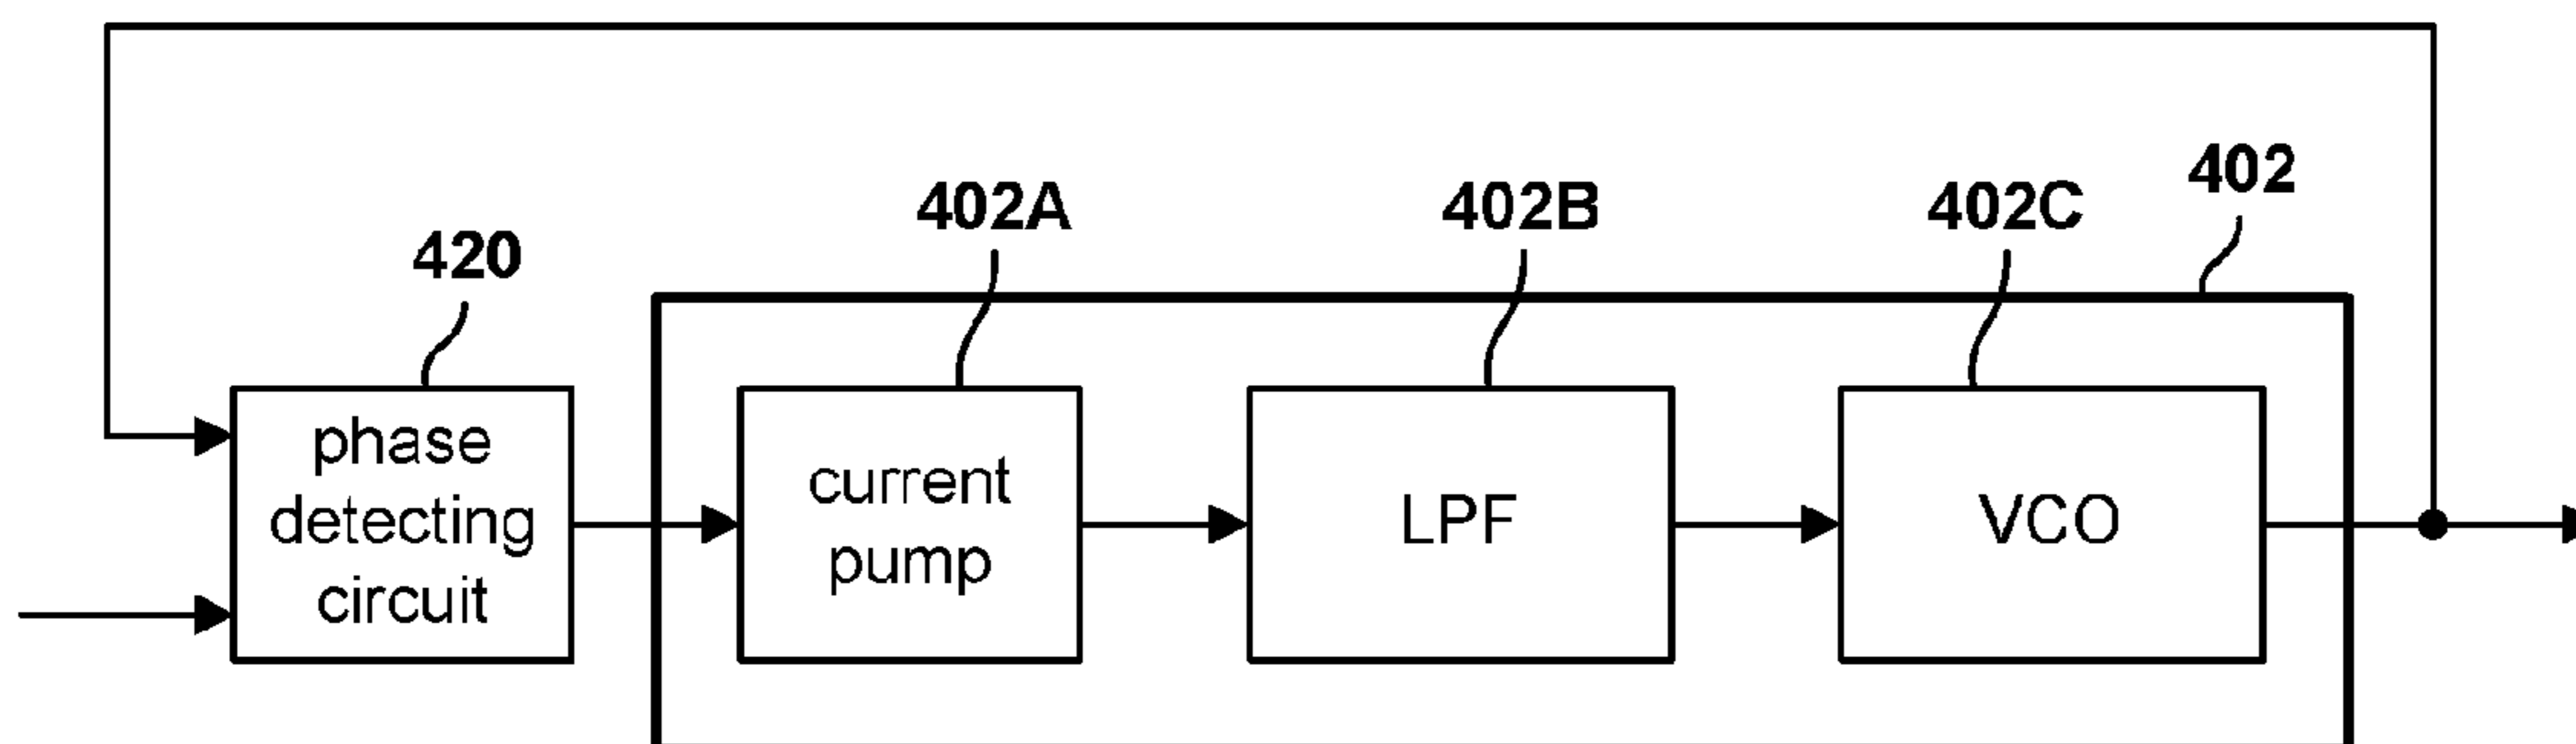 402
402A
402B
402C
420
phase
detecting
circuit
current
pump
LPF
VCO